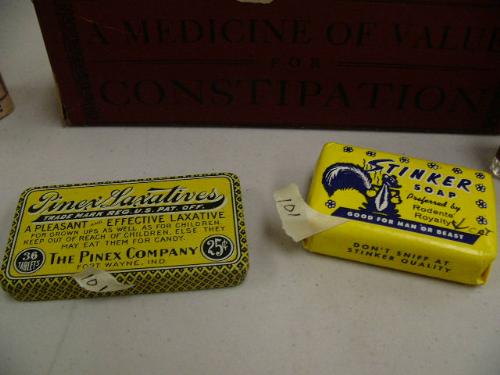 A MEDICINE OF VALUE
FOR
CONSTIPATION
Pinex Laxatives
TRADE MARK REG. U.S. PAT. OFF.
A PLEASANT AND EFFECTIVE LAXATIVE
FOR GROWN UPS AS WELL AS FOR CHILDREN.
KEEP OUT OF REACH OF CHILDREN, ELSE THEY
MAY EAT THEM FOR CANDY.
36
TABLETS
THE PINEX COMPANY
FORT WAYNE, IND.
25¢
101
STINKER
SOAP
Preferred by
Rodents
Royalty
GOOD FOR MAN OR BEAST
DON'T SNIFF AT
STINKER QUALITY
101